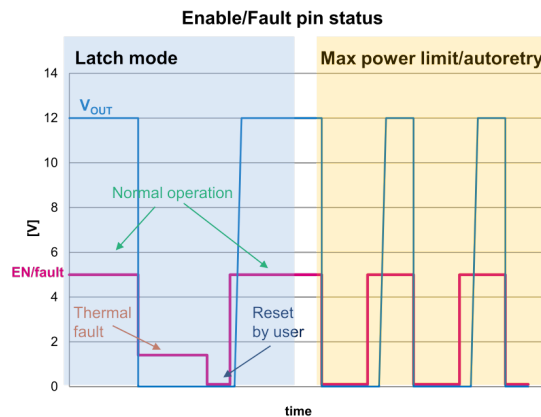 Enable/Fault pin status
Latch mode
Max power limit/autoretry
14
VOUT
12
10
Normal operation
8
[V]
6
EN/fault
4
Thermal
fault
Reset
by user
2
0
time